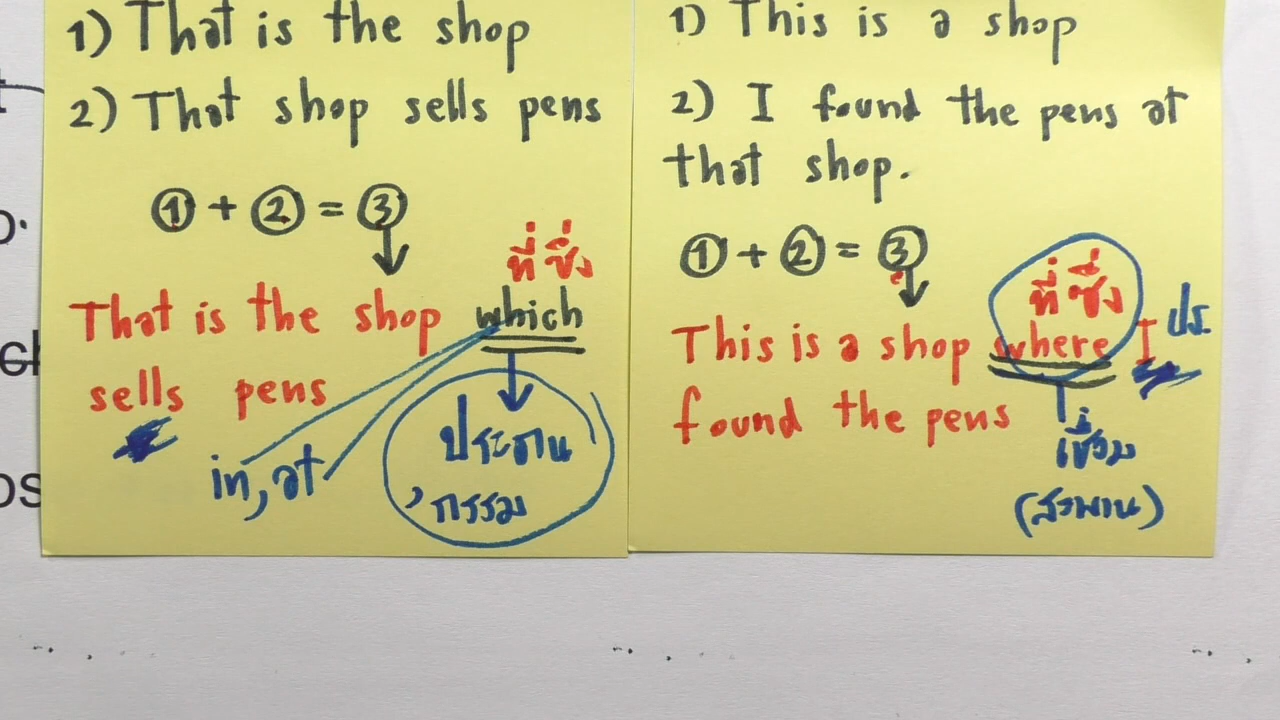 1) That is the shop
2) That shop sells pens
① + ② = ③
ที่ ซึ่ง
That is the shop which
sells pens
in, at
ประธาน
, กรรม
1) This is a shop
2) I found the pens at
that shop.
① + ② = ③
ที่ ซึ่ง
ปร.
This is a shop where I
found the pens
เชื่อม
(สะพาน)